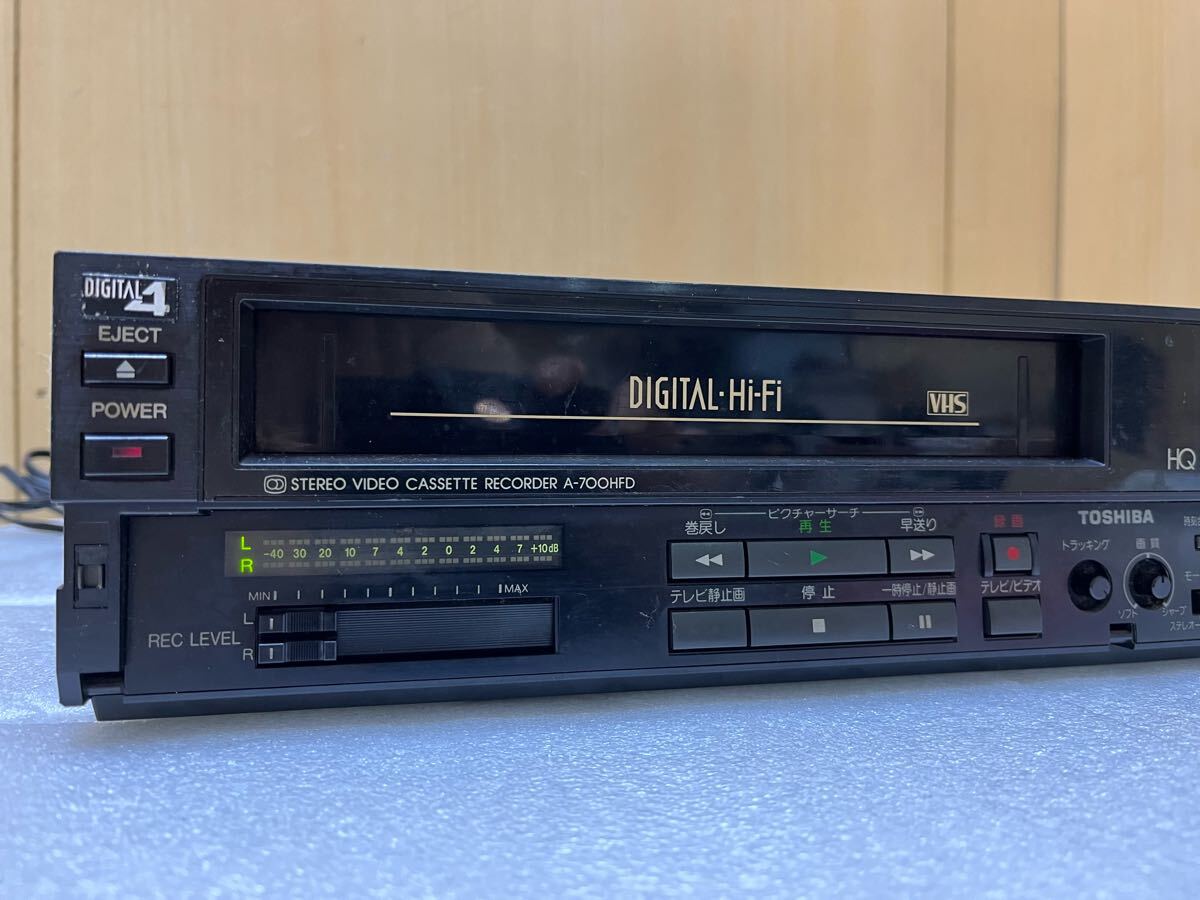 DIGITAL 4
EJECT
POWER
DIGITAL・Hi-Fi
VHS
HQ
STEREO VIDEO CASSETTE RECORDER A-700HFD
L
-40 30 20 10 7 4 2 0 2 4 7 +10dB
R
MIN MAX
REC LEVEL
L
R
ピクチャーサーチ
巻戻し 再生 早送り
録画
テレビ静止画 停止 一時停止/静止画
テレビ/ビデオ
TOSHIBA
トラッキング 画質
ソフト シャープ